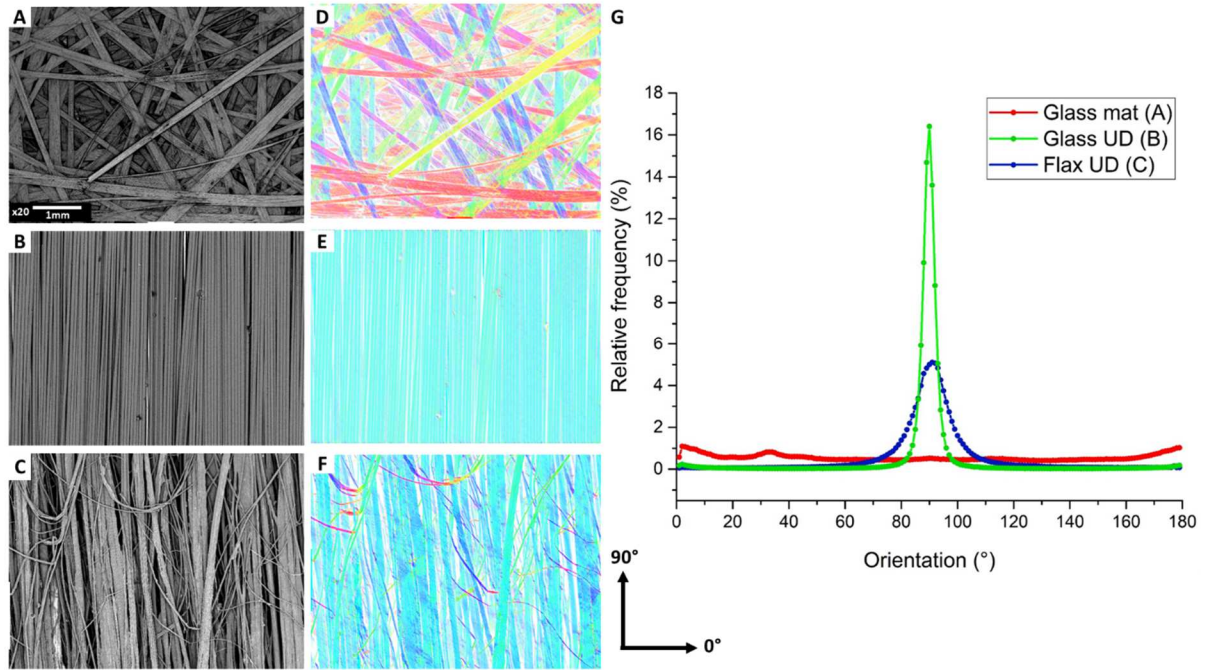 A
x20
1mm
B
C
D
E
F
G
Relative frequency (%)
18
16
14
12
10
8
6
4
2
0
Glass mat (A)
Glass UD (B)
Flax UD (C)
0 20 40 60 80 100 120 140 160 180
Orientation (°)
90°
0°